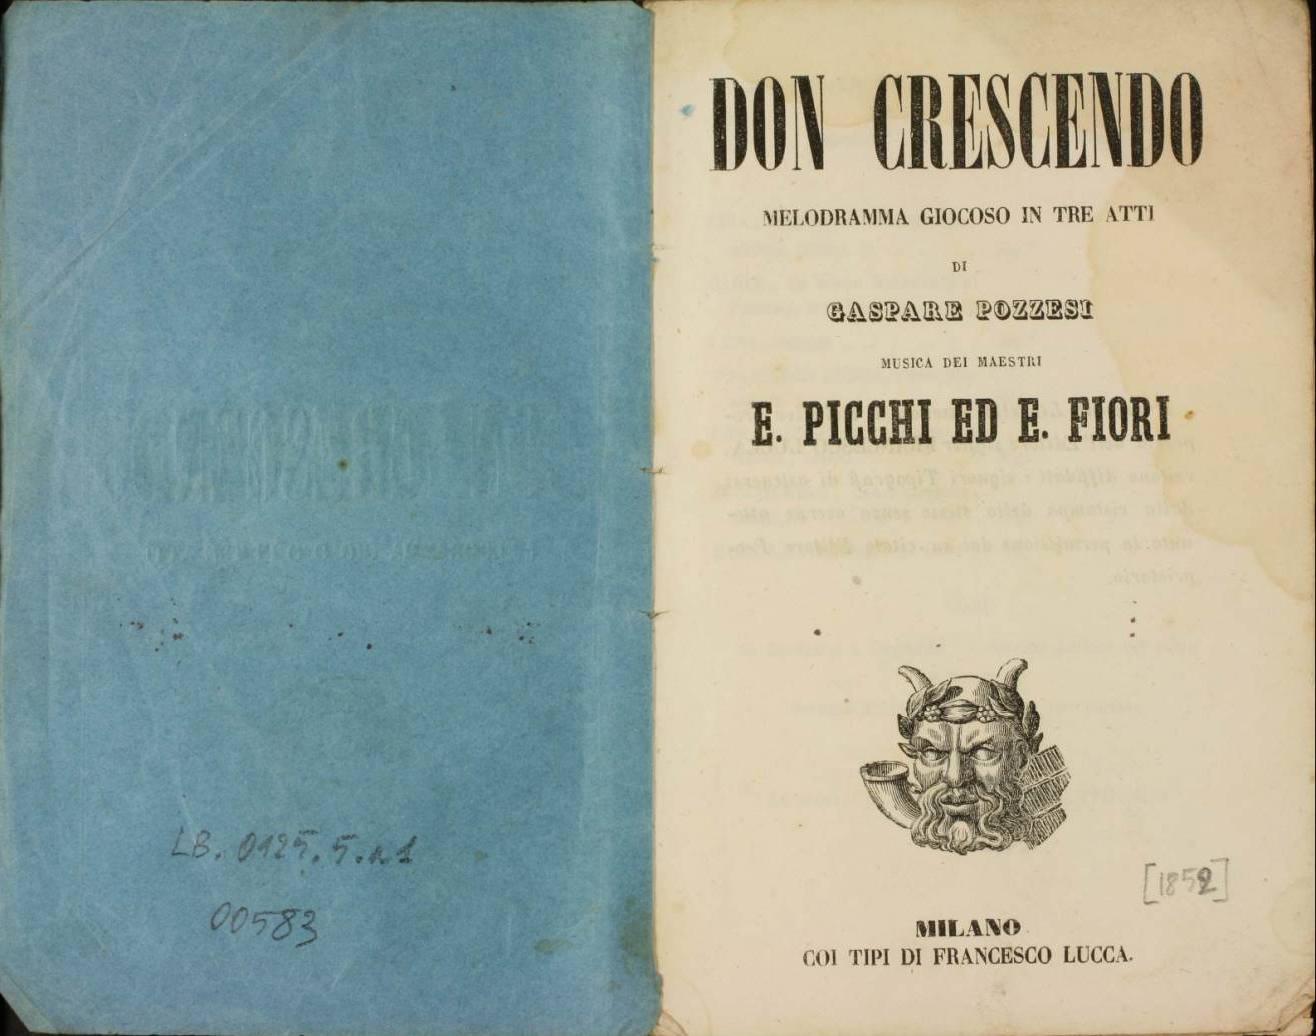 LB. 0125.5.a1
00583
DON CRESCENDO
MELODRAMMA GIOCOSO IN TRE ATTI
DI
GASPARE POZZESI
MUSICA DEI MAESTRI
E. PICCHI ED E. FIORI
[1852]
MILANO
COI TIPI DI FRANCESCO LUCCA.